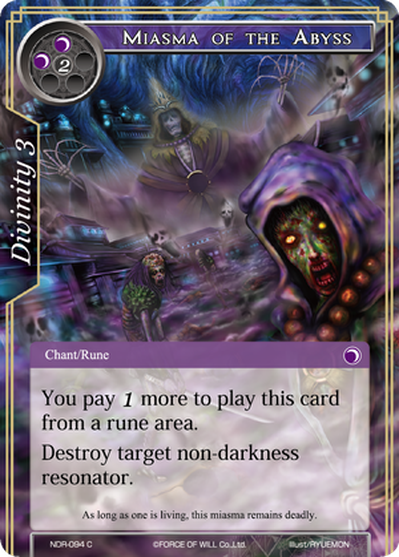 MIASMA OF THE ABYSS
2
Divinity 3
Chant/Rune
You pay 1 more to play this card
from a rune area.
Destroy target non-darkness
resonator.
As long as one is living, this miasma remains deadly.
NDR-094 C ©FORCE OF WILL Co.,Ltd. Illust/RYUEMON